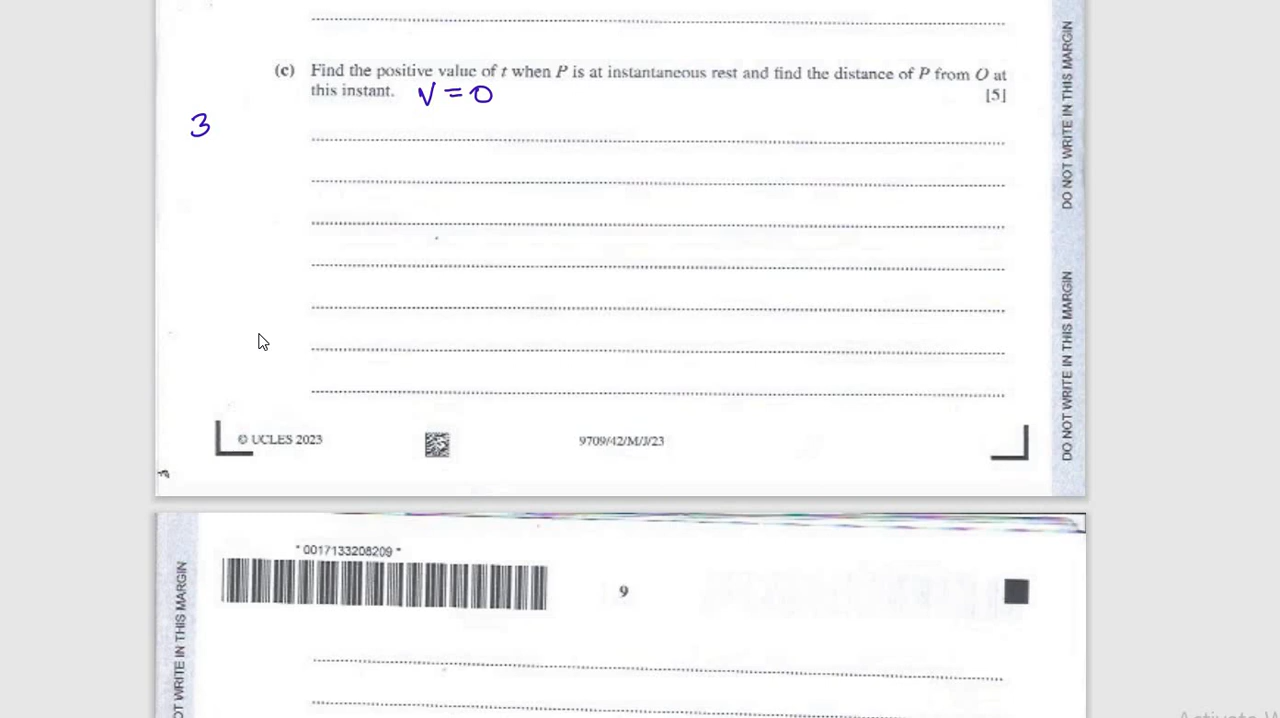 (c) Find the positive value of t when P is at instantaneous rest and find the distance of P from O at
this instant. V = 0 [5]
3
DO NOT WRITE IN THIS MARGIN
DO NOT WRITE IN THIS MARGIN
© UCLES 2023 9709/42/M/J/23
* 0017133208209 *
9
OT WRITE IN THIS MARGIN